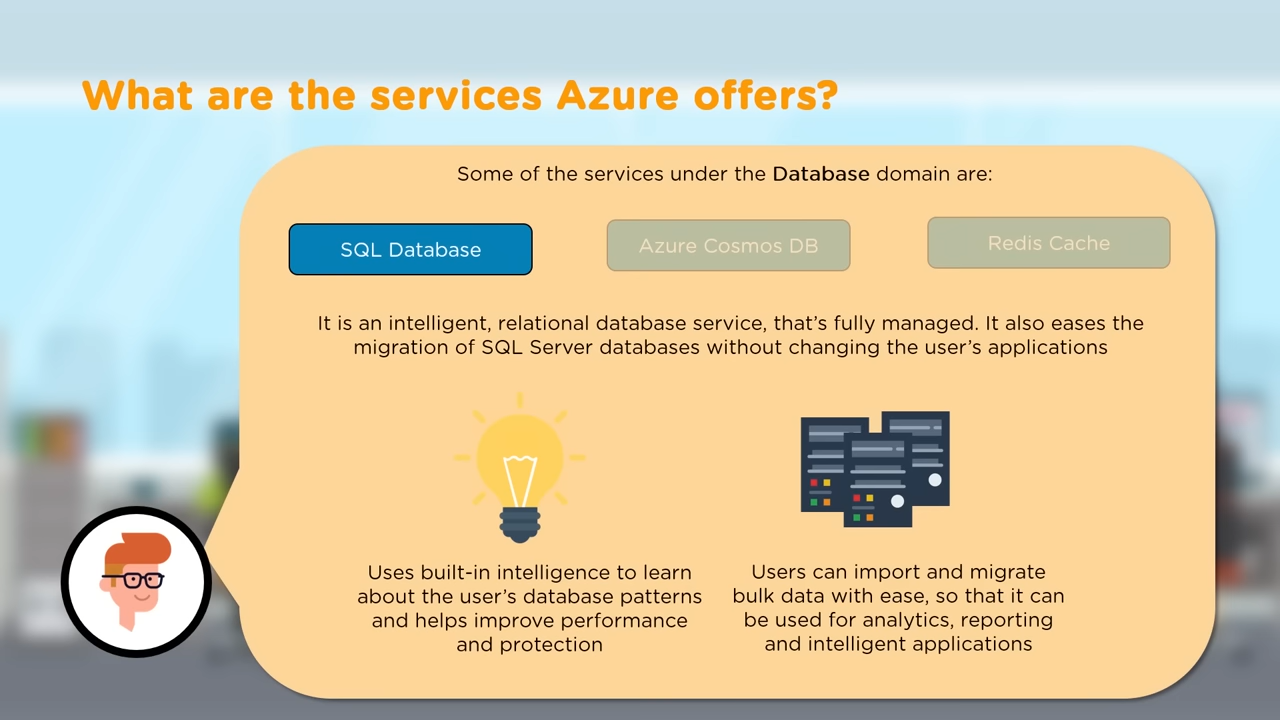 What are the services Azure offers?
Some of the services under the Database domain are:
SQL Database
Azure Cosmos DB
Redis Cache
It is an intelligent, relational database service, that’s fully managed. It also eases the
migration of SQL Server databases without changing the user’s applications
Uses built-in intelligence to learn
about the user’s database patterns
and helps improve performance
and protection
Users can import and migrate
bulk data with ease, so that it can
be used for analytics, reporting
and intelligent applications